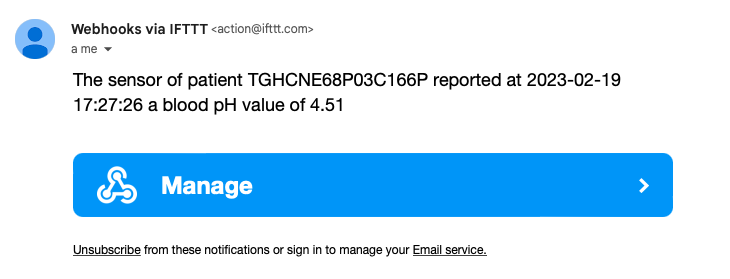 Webhooks via IFTTT <action@ifttt.com>
a me
The sensor of patient TGHCNE68P03C166P reported at 2023-02-19
17:27:26 a blood pH value of 4.51
Manage
Unsubscribe from these notifications or sign in to manage your Email service.